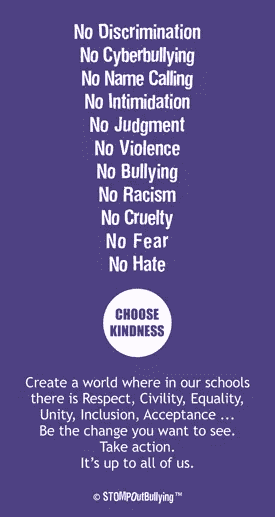 No Discrimination
No Cyberbullying
No Name Calling
No Intimidation
No Judgment
No Violence
No Bullying
No Racism
No Cruelty
No Fear
No Hate
CHOOSE
KINDNESS
Create a world where in our schools
there is Respect, Civility, Equality,
Unity, Inclusion, Acceptance ...
Be the change you want to see.
Take action.
It's up to all of us.
© STOMPOutBullying™